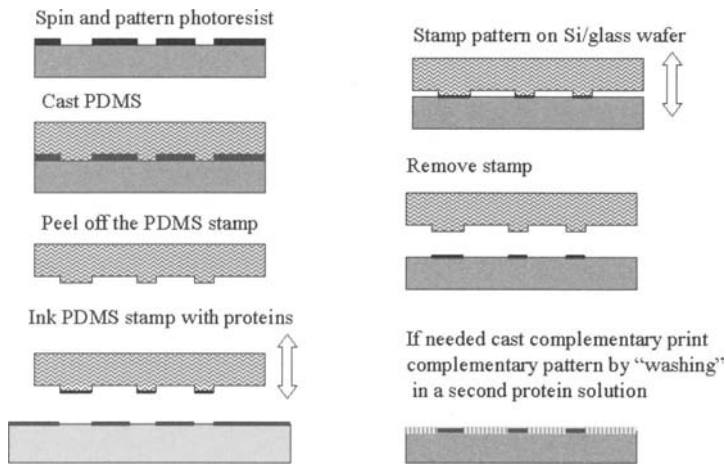 Spin and pattern photoresist
Cast PDMS
Peel off the PDMS stamp
Ink PDMS stamp with proteins
Stamp pattern on Si/glass wafer
Remove stamp
If needed cast complementary print
complementary pattern by “washing”
in a second protein solution